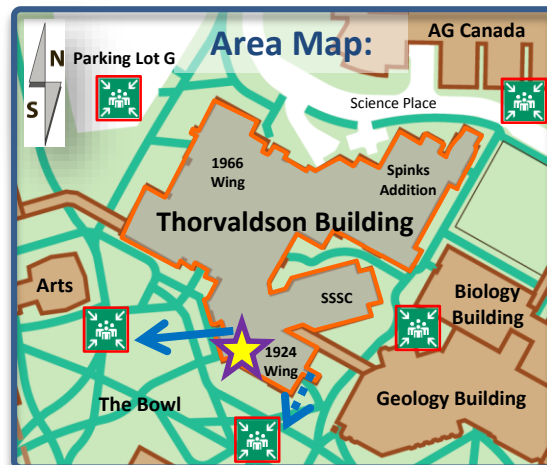 Area Map:
AG Canada
N
S
Parking Lot G
Science Place
1966
Wing
Spinks
Addition
Thorvaldson Building
Arts
SSSC
Biology
Building
1924
Wing
The Bowl
Geology Building